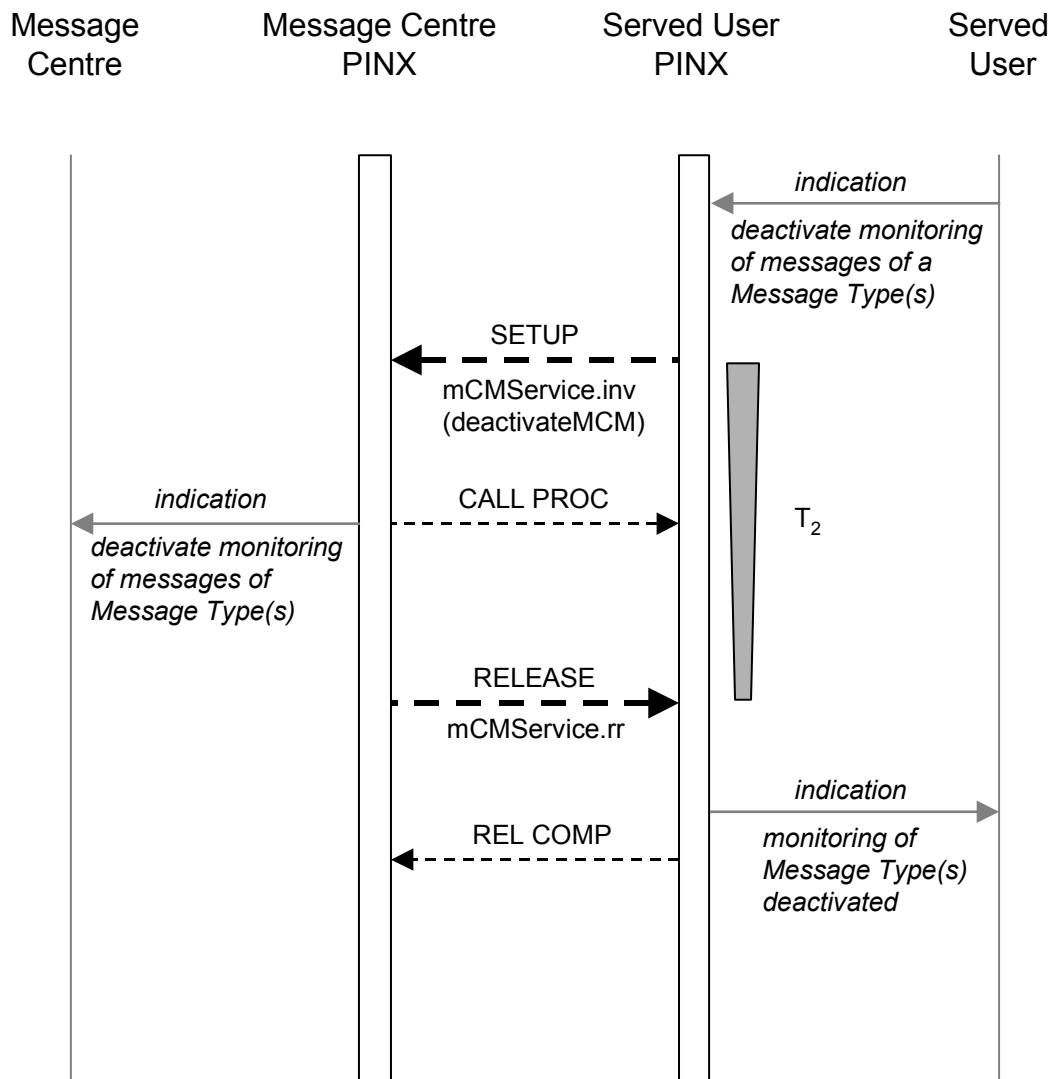 Message Centre
Message Centre PINX
Served User PINX
Served User
indication
deactivate monitoring
of messages of a
Message Type(s)
SETUP
mCMService.inv
(deactivateMCM)
indication
deactivate monitoring
of messages of
Message Type(s)
CALL PROC
T2
RELEASE
mCMService.rr
indication
monitoring of
Message Type(s)
deactivated
REL COMP